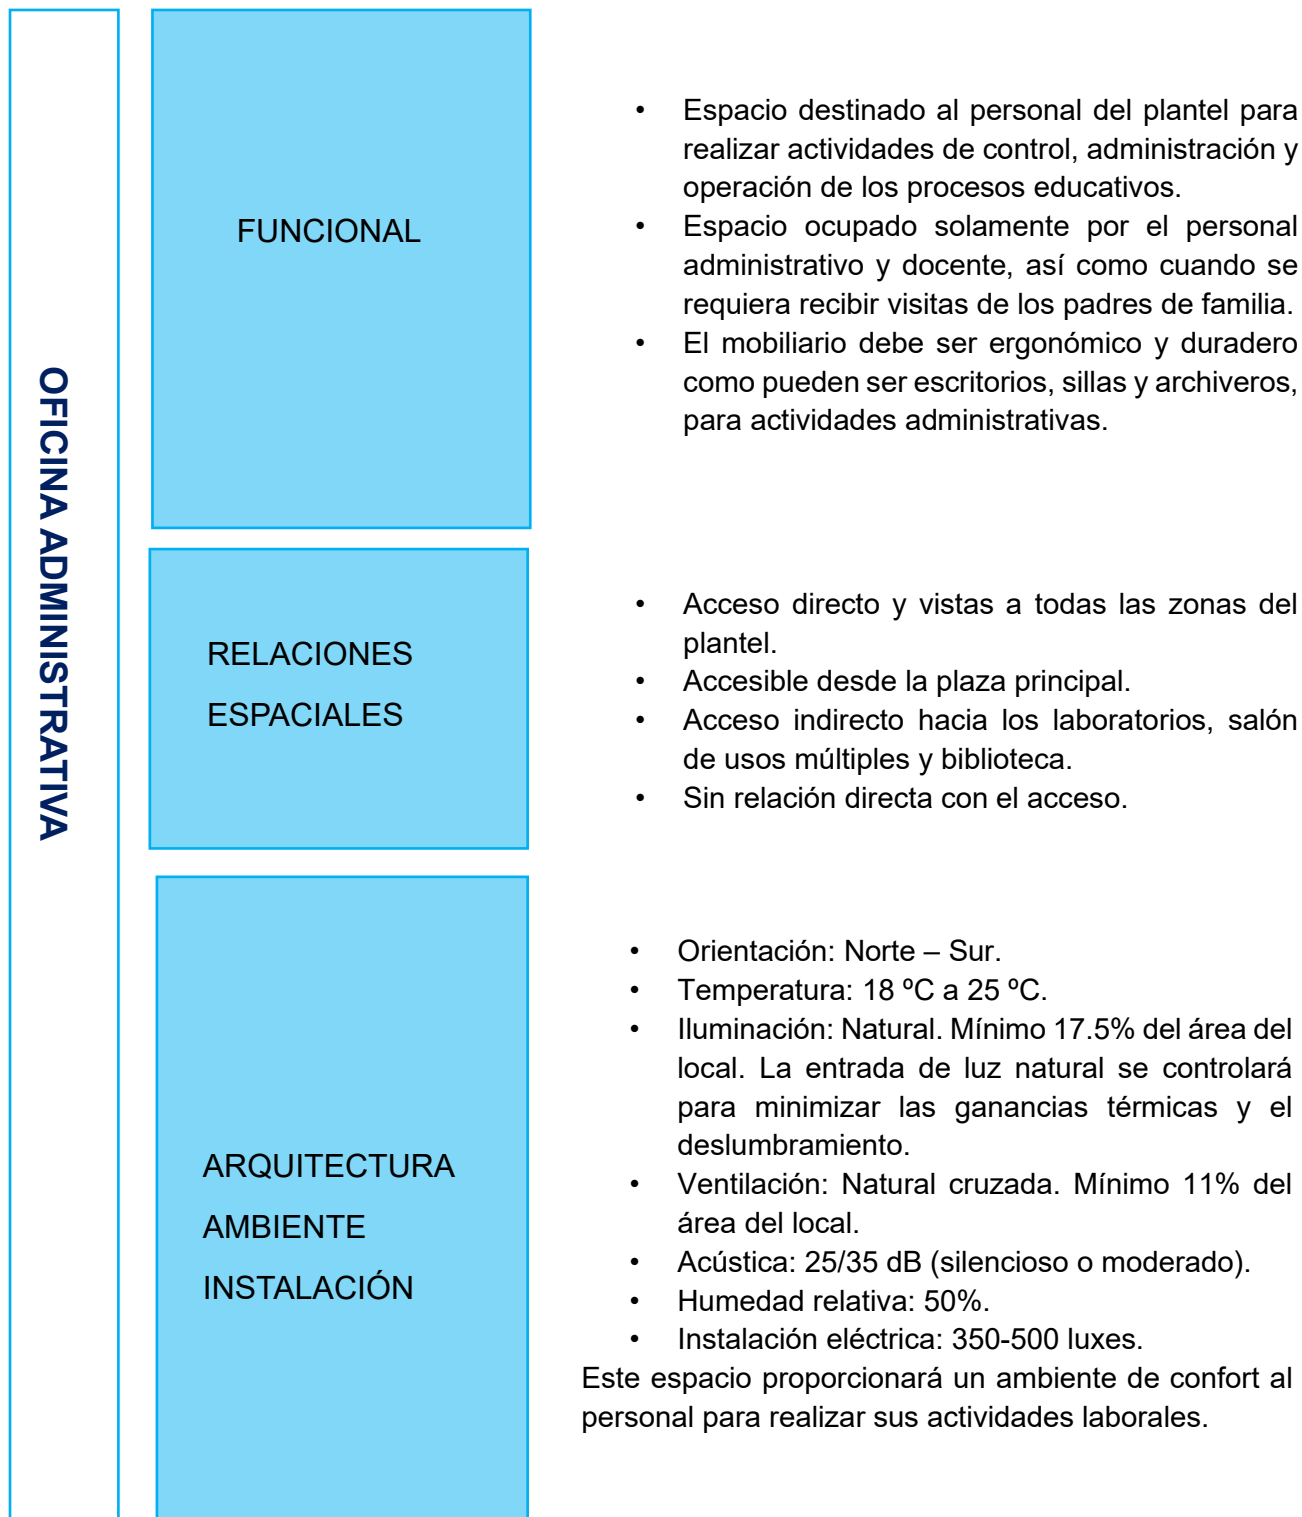 OFICINA ADMINISTRATIVA
FUNCIONAL
• Espacio destinado al personal del plantel para
realizar actividades de control, administración y
operación de los procesos educativos.
• Espacio ocupado solamente por el personal
administrativo y docente, así como cuando se
requiera recibir visitas de los padres de familia.
• El mobiliario debe ser ergonómico y duradero
como pueden ser escritorios, sillas y archiveros,
para actividades administrativas.
RELACIONES
ESPACIALES
• Acceso directo y vistas a todas las zonas del
plantel.
• Accesible desde la plaza principal.
• Acceso indirecto hacia los laboratorios, salón
de usos múltiples y biblioteca.
• Sin relación directa con el acceso.
ARQUITECTURA
AMBIENTE
INSTALACIÓN
• Orientación: Norte – Sur.
• Temperatura: 18 ºC a 25 ºC.
• Iluminación: Natural. Mínimo 17.5% del área del
local. La entrada de luz natural se controlará
para minimizar las ganancias térmicas y el
deslumbramiento.
• Ventilación: Natural cruzada. Mínimo 11% del
área del local.
• Acústica: 25/35 dB (silencioso o moderado).
• Humedad relativa: 50%.
• Instalación eléctrica: 350-500 luxes.
Este espacio proporcionará un ambiente de confort al
personal para realizar sus actividades laborales.